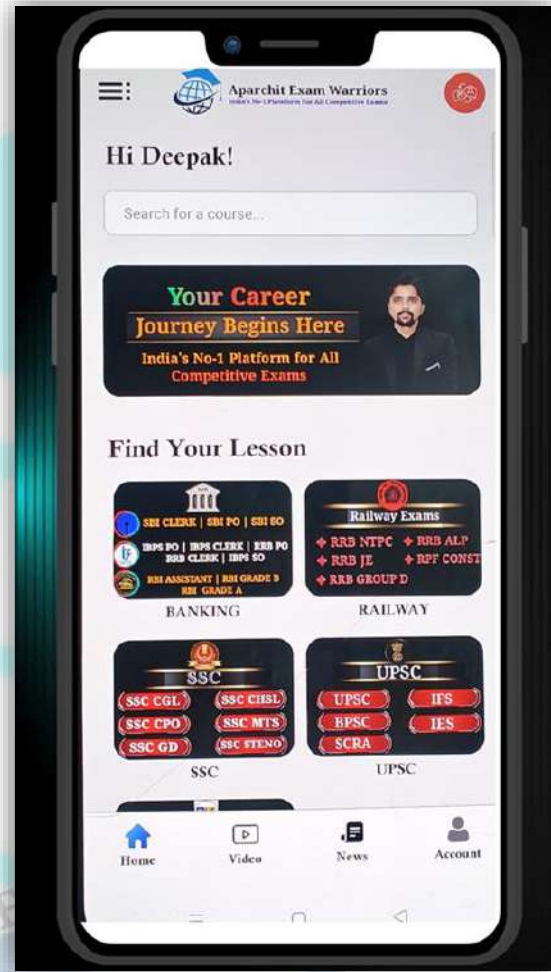 Aparchit Exam Warriors
India's No-1 Platform For All Competitive Exams
Hi Deepak!
Search for a course...
Your Career
Journey Begins Here
India's No-1 Platform for All
Competitive Exams
Find Your Lesson
SBI CLERK | SBI PO | SBI SO
IBPS PO | IBPS CLERK | RRB PO
RRB CLERK | IBPS SO
RBI ASSISTANT | RBI GRADE B
RBI GRADE A
BANKING
Railway Exams
RRB NTPC RRB ALP
RRB JE RPF CONST
RRB GROUP D
RAILWAY
SSC
SSC CGL SSC CHSL
SSC CPO SSC MTS
SSC GD SSC STENO
SSC
UPSC
UPSC IFS
BPSC IES
SCRA
UPSC
Home Video News Account